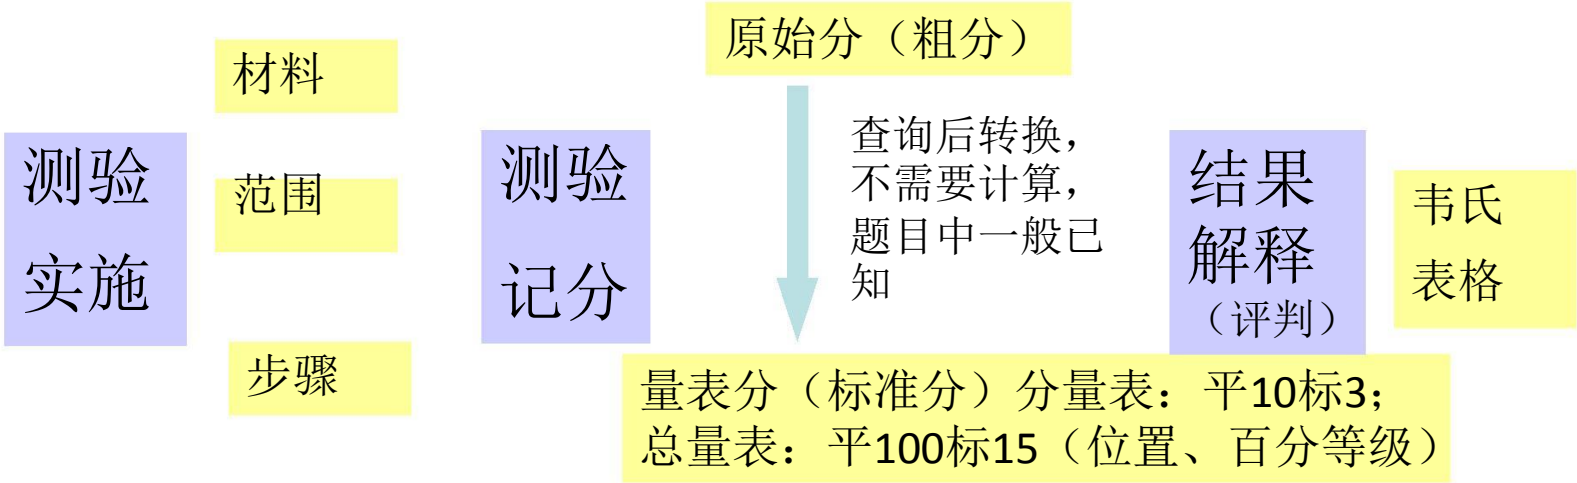 测验
实施
材料
范围
步骤
测验
记分
原始分（粗分）
查询后转换，
不需要计算，
题目中一般已
知
量表分（标准分）分量表：平10标3；
总量表：平100标15（位置、百分等级）
结果
解释
（评判）
韦氏
表格